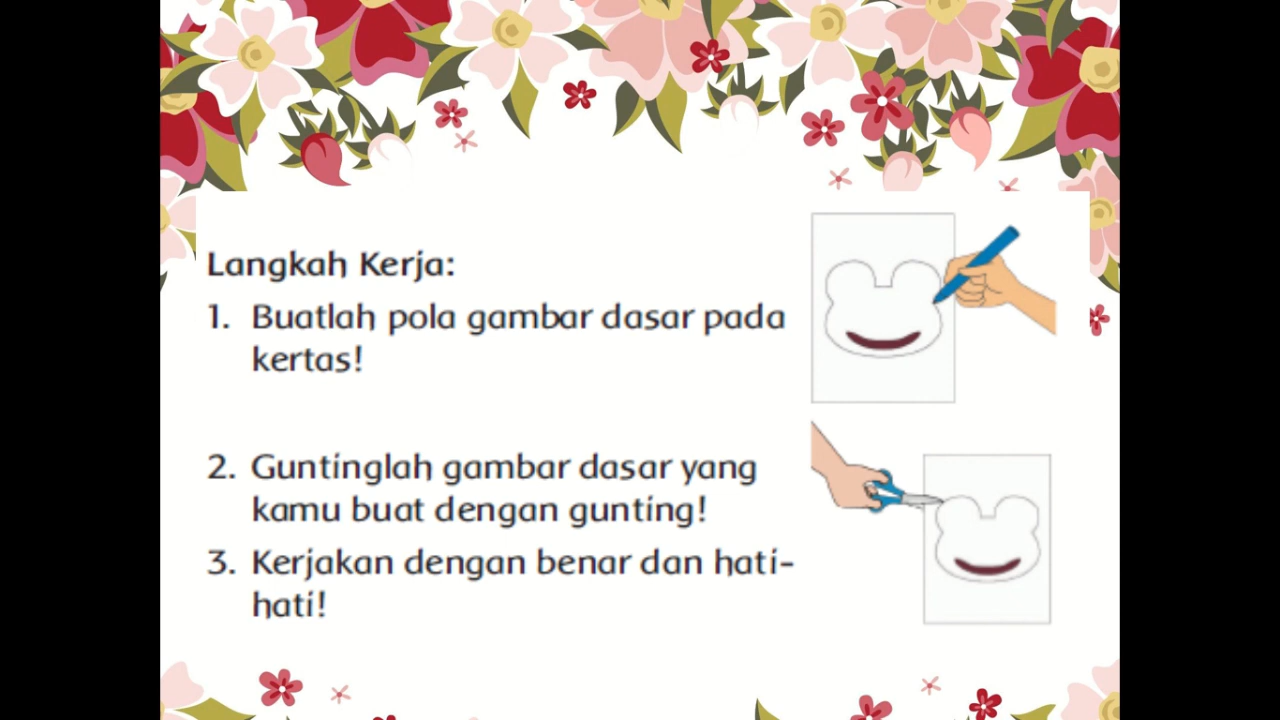 Langkah Kerja:
1. Buatlah pola gambar dasar pada
kertas!
2. Guntinglah gambar dasar yang
kamu buat dengan gunting!
3. Kerjakan dengan benar dan hati-
hati!